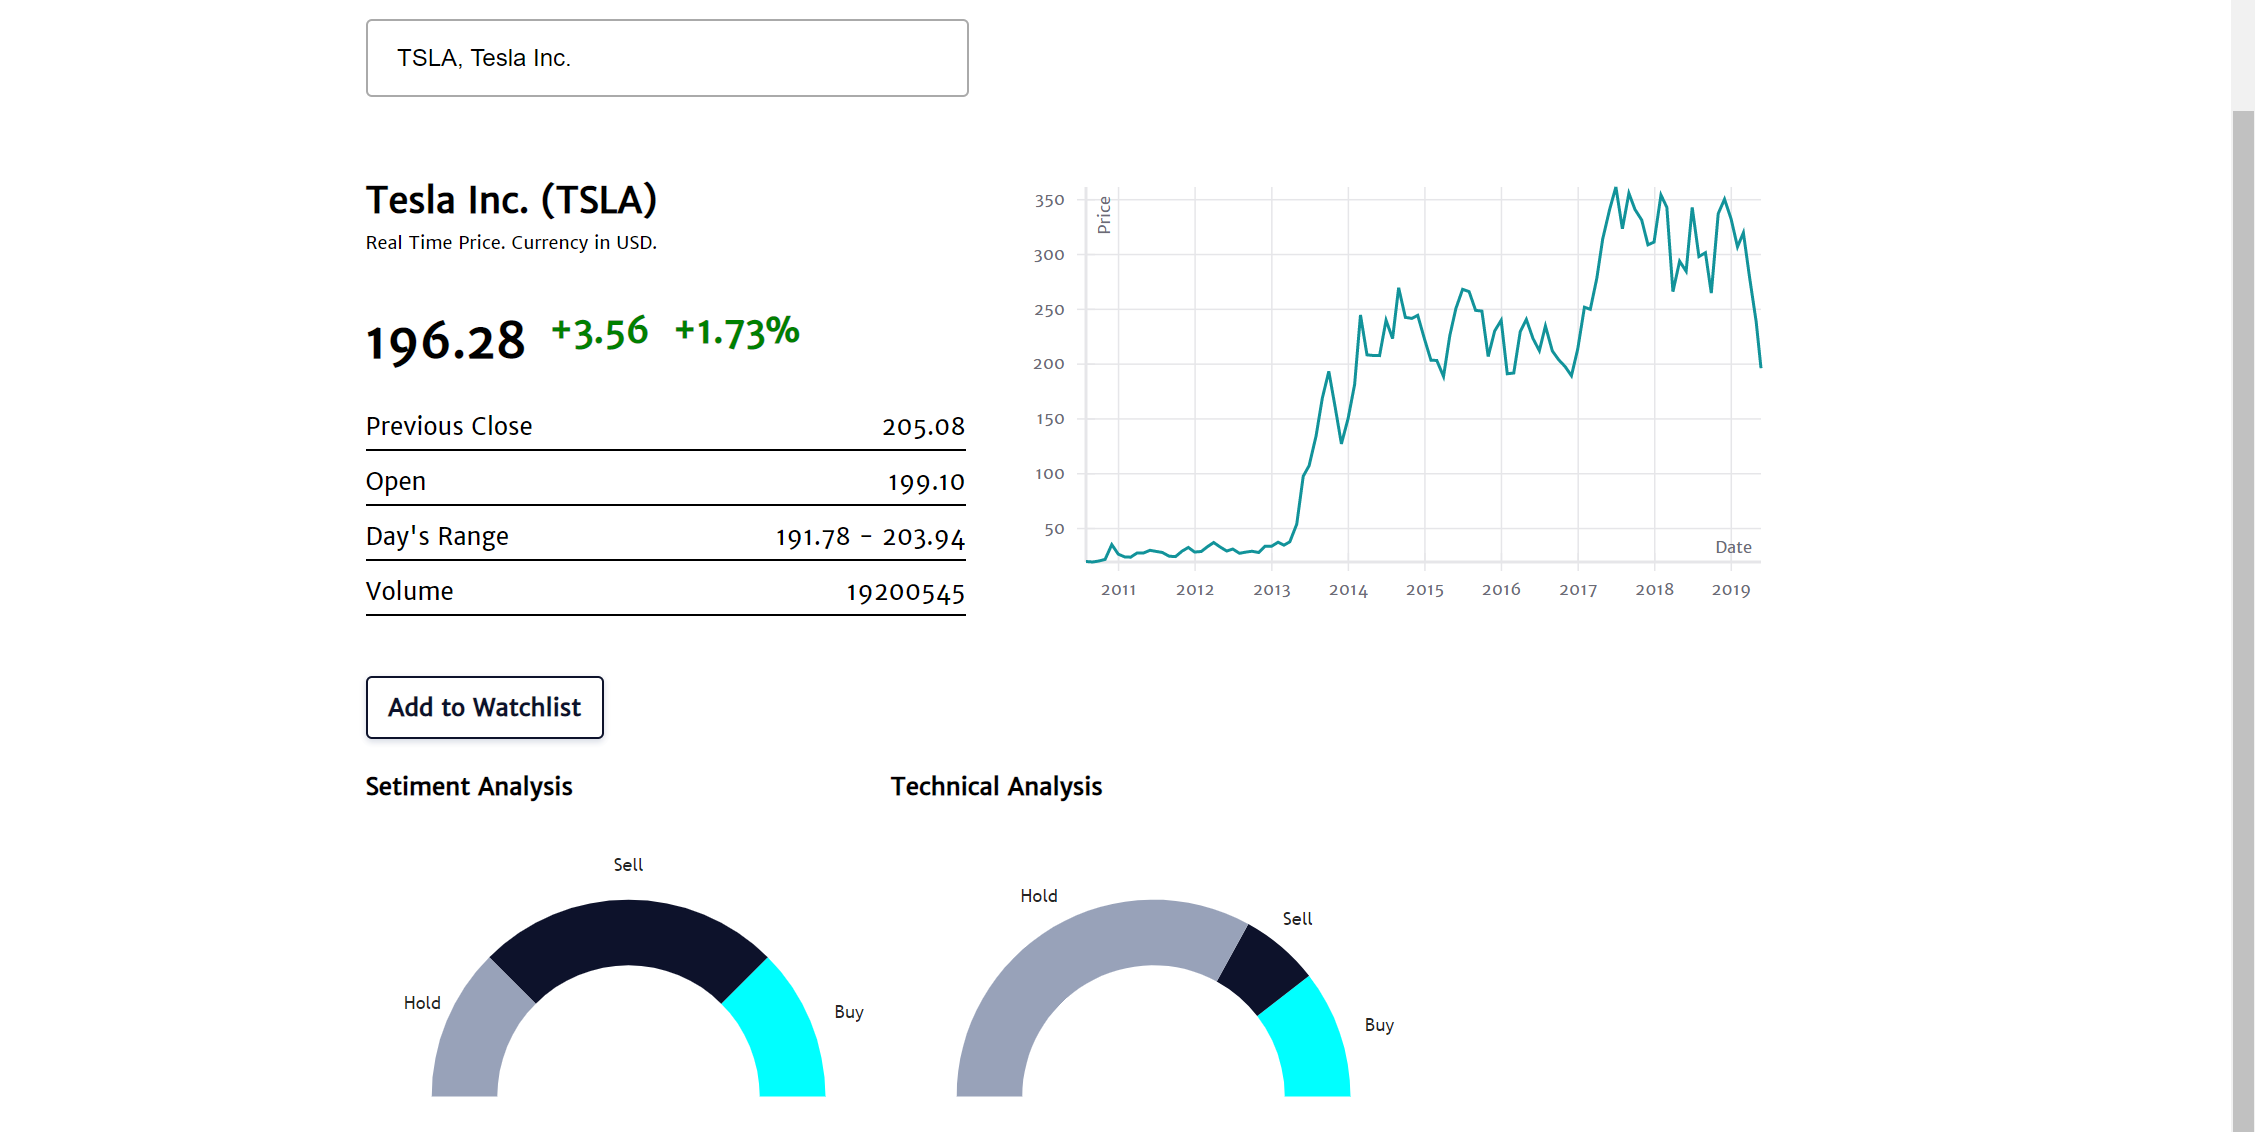 TSLA, Tesla Inc.
Tesla Inc. (TSLA)
Real Time Price. Currency in USD.
196.28 +3.56 +1.73%
Previous Close 205.08
Open 199.10
Day's Range 191.78 - 203.94
Volume 19200545
Price
350
300
250
200
150
100
50
Date
2011 2012 2013 2014 2015 2016 2017 2018 2019
Add to Watchlist
Setiment Analysis
Sell
Hold
Buy
Technical Analysis
Hold
Sell
Buy